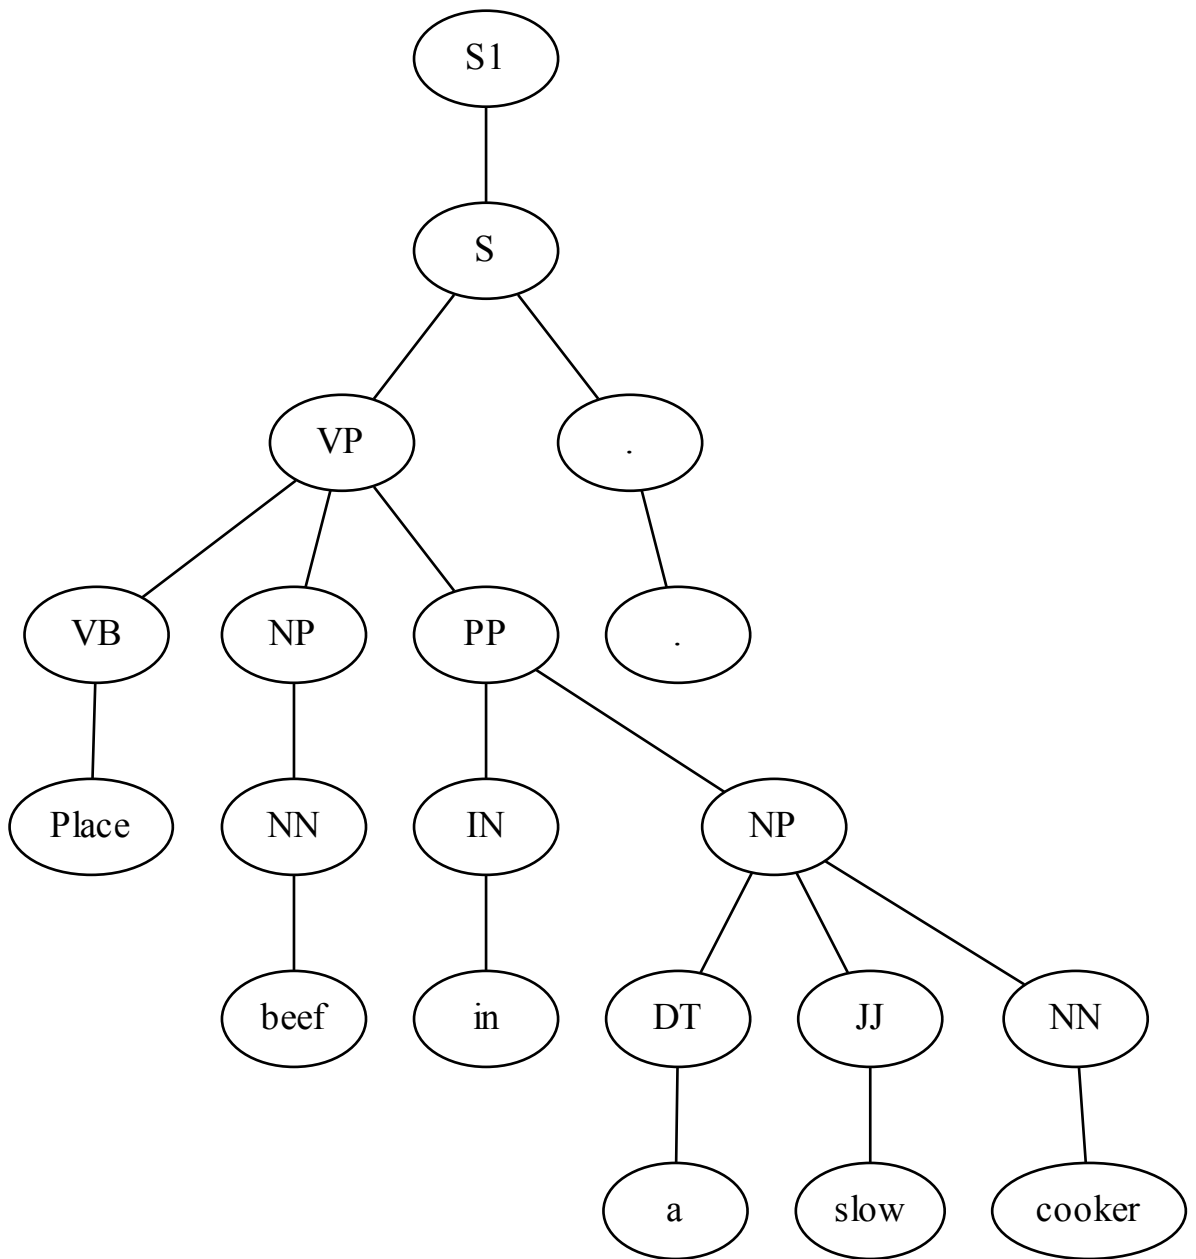 S1
S
VP .
VB NP PP .
Place NN IN NP
beef in DT JJ NN
a slow cooker